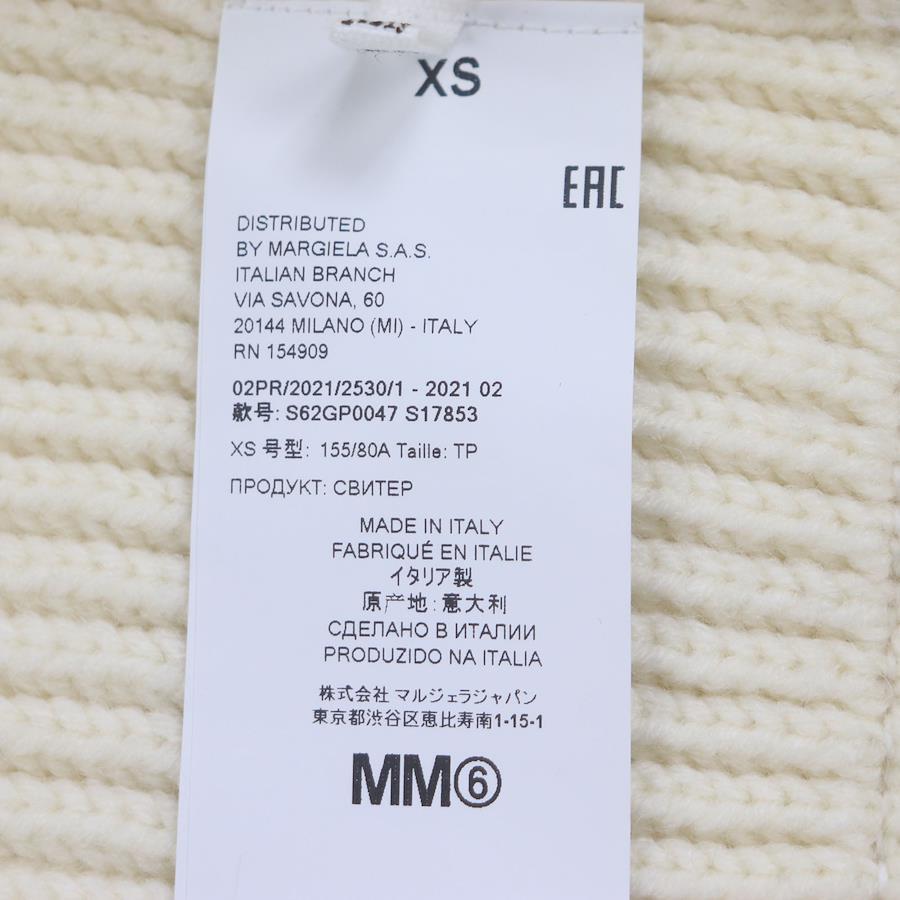 XS
EAC
DISTRIBUTED
BY MARGIELA S.A.S.
ITALIAN BRANCH
VIA SAVONA, 60
20144 MILANO (MI) - ITALY
RN 154909
02PR/2021/2530/1 - 2021 02
款号: S62GP0047 S17853
XS 号型: 155/80A Taille: TP
ПРОДУКТ: СВИТЕР
MADE IN ITALY
FABRIQUÉ EN ITALIE
イタリア製
原产地: 意大利
СДЕЛАНО В ИТАЛИИ
PRODUZIDO NA ITALIA
株式会社 マルジェラジャパン
東京都渋谷区恵比寿南1-15-1
MM⑥